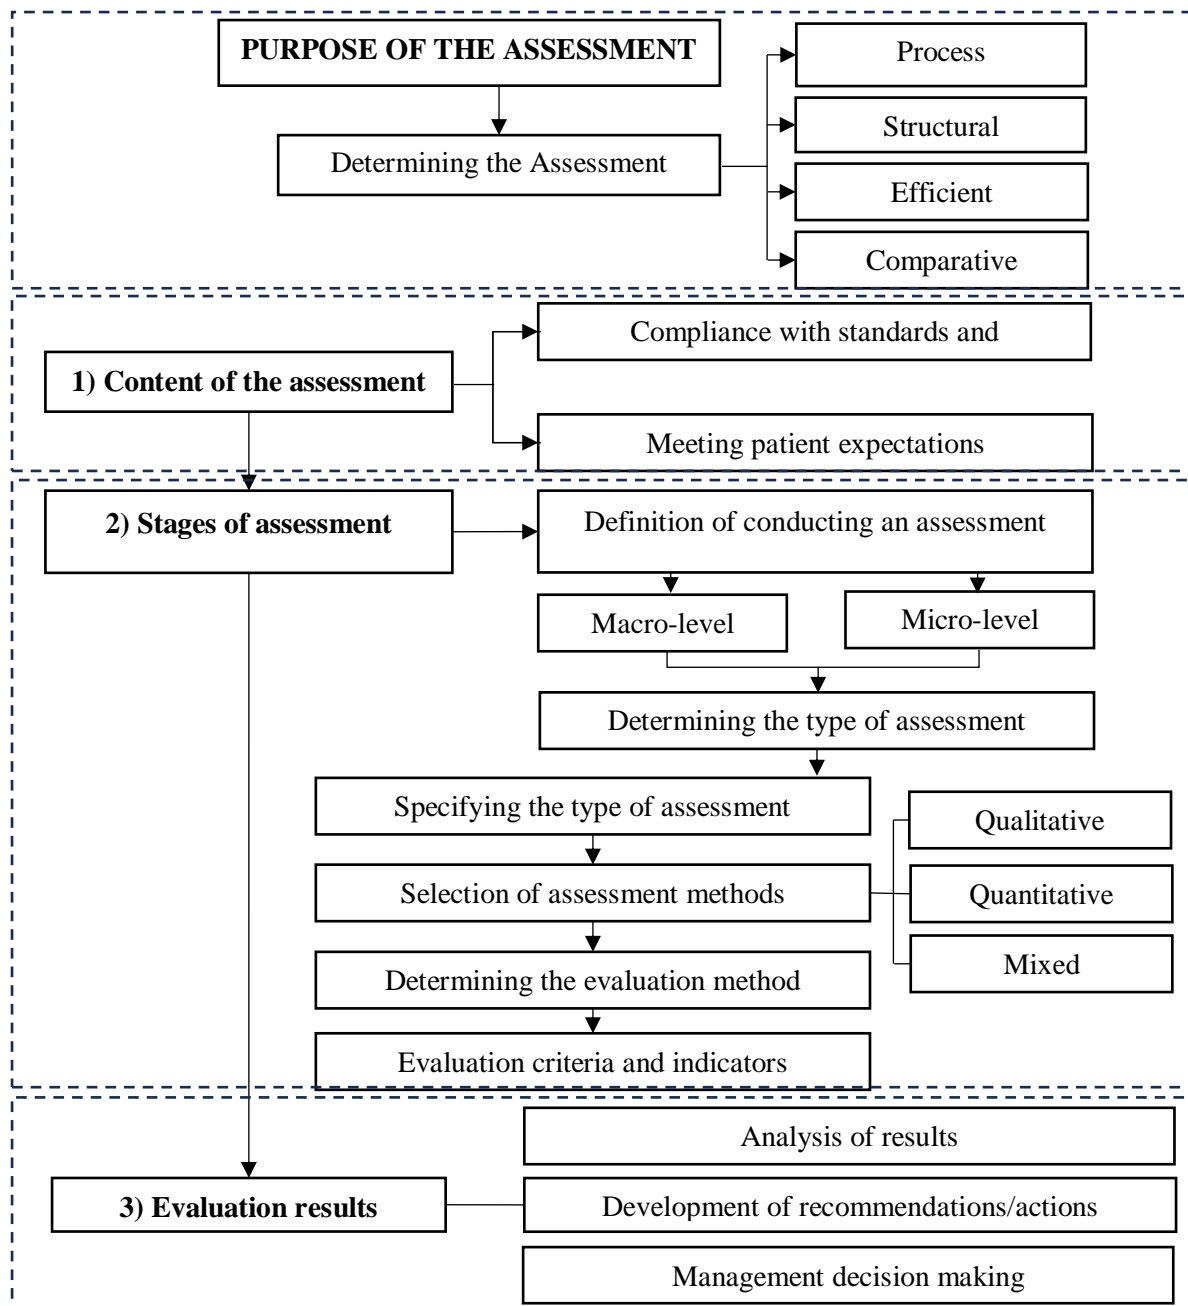 PURPOSE OF THE ASSESSMENT
Determining the Assessment
Process
Structural
Efficient
Comparative
1) Content of the assessment
Compliance with standards and
Meeting patient expectations
2) Stages of assessment
Definition of conducting an assessment
Macro-level
Micro-level
Determining the type of assessment
Specifying the type of assessment
Selection of assessment methods
Qualitative
Quantitative
Mixed
Determining the evaluation method
Evaluation criteria and indicators
3) Evaluation results
Analysis of results
Development of recommendations/actions
Management decision making